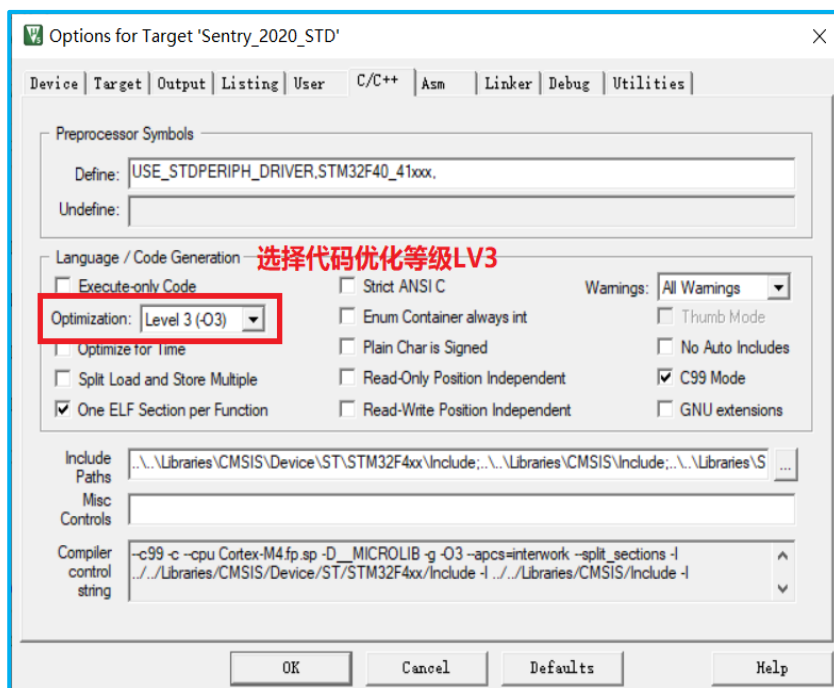 Options for Target 'Sentry_2020_STD'
Device Target Output Listing User C/C++ Asm Linker Debug Utilities
Preprocessor Symbols
Define: USE_STDPERIPH_DRIVER,STM32F40_41xxx,
Undefine:
Language / Code Generation 选择代码优化等级LV3
Execute-only Code Strict ANSI C Warnings: All Warnings
Optimization: Level 3 (-O3) Enum Container always int Thumb Mode
Optimize for Time Plain Char is Signed No Auto Includes
Split Load and Store Multiple Read-Only Position Independent C99 Mode
One ELF Section per Function Read-Write Position Independent GNU extensions
Include Paths ..\..\Libraries\CMSIS\Device\ST\STM32F4xx\Include;..\..\Libraries\CMSIS\Include;..\..\Libraries\S ...
Misc Controls
Compiler control string --c99 -c --cpu Cortex-M4.fp.sp -D__MICROLIB -g -O3 --apcs=interwork --split_sections -I
../../Libraries/CMSIS/Device/ST/STM32F4xx/Include -I ../../Libraries/CMSIS/Include -I
OK Cancel Defaults Help